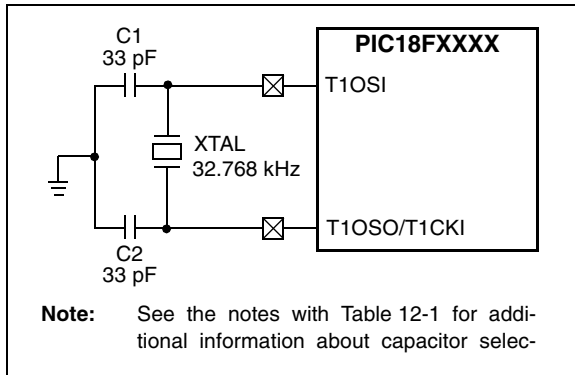 C1
33 pF
PIC18FXXXX
T1OSI
XTAL
32.768 kHz
T1OSO/T1CKI
C2
33 pF
Note: See the notes with Table 12-1 for addi-
tional information about capacitor selec-